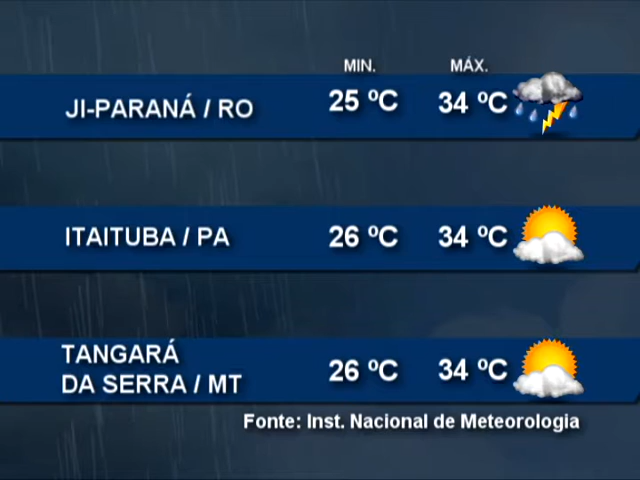 MIN. MÁX.
JI-PARANÁ / RO 25 ºC 34 ºC
ITAITUBA / PA 26 ºC 34 ºC
TANGARÁ
DA SERRA / MT 26 ºC 34 ºC
Fonte: Inst. Nacional de Meteorologia